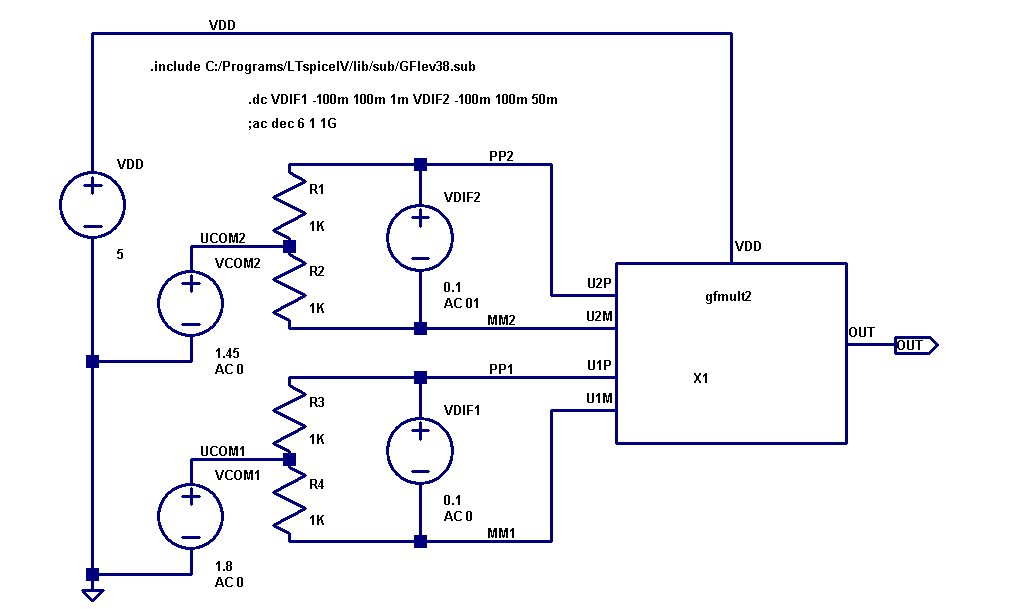 VDD
.include C:/Programs/LTspiceIV/lib/sub/GFlev38.sub
.dc VDIF1 -100m 100m 1m VDIF2 -100m 100m 50m
;ac dec 6 1 1G
VDD
5
PP2
R1
1K
VDIF2
UCOM2
VCOM2
R2
1K
0.1
AC 01
MM2
1.45
AC 0
VDD
U2P
gfmult2
U2M
OUT
OUT
U1P
X1
U1M
PP1
R3
1K
VDIF1
UCOM1
VCOM1
R4
1K
0.1
AC 0
MM1
1.8
AC 0